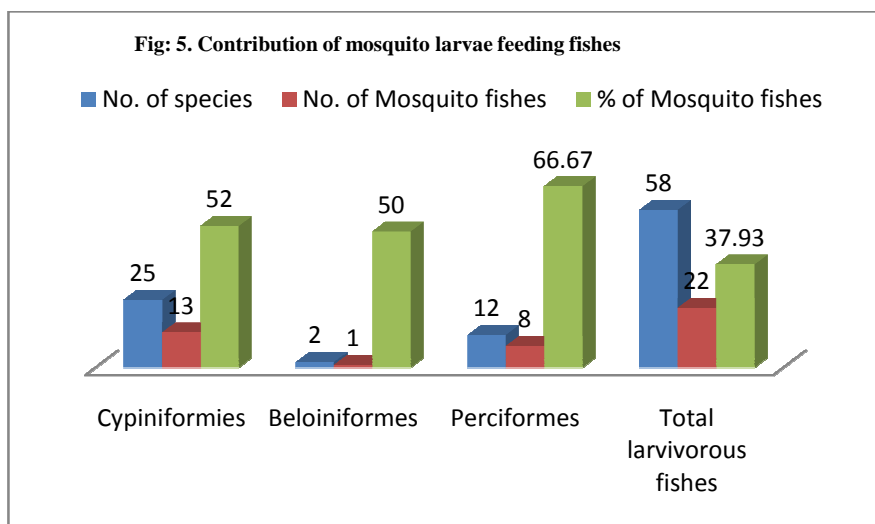 Fig: 5. Contribution of mosquito larvae feeding fishes
No. of species No. of Mosquito fishes % of Mosquito fishes
25 13 52
2 1 50
12 8 66.67
58 22 37.93
Cypiniformies Beloiniformes Perciformes Total
larvivorous
fishes